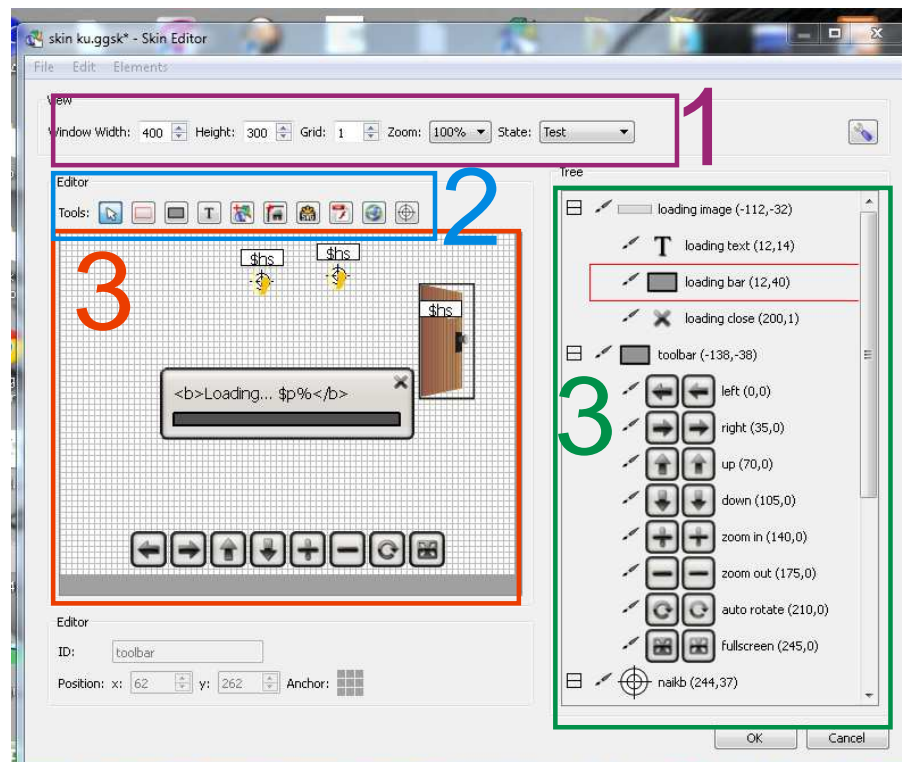 skin ku.ggsk* - Skin Editor
File Edit Elements
View
1
Window Width: 400 Height: 300 Grid: 1 Zoom: 100% State: Test
Editor
2
Tools: T
3
$hs $hs
$hs
<b>Loading... $p%</b>
Editor
ID: toolbar
Position: x: 62 y: 262 Anchor:
Tree
loading image (-112,-32)
T loading text (12,14)
loading bar (12,40)
loading close (200,1)
toolbar (-138,-38)
3
left (0,0)
right (35,0)
up (70,0)
down (105,0)
zoom in (140,0)
zoom out (175,0)
auto rotate (210,0)
fullscreen (245,0)
naikb (244,37)
OK Cancel